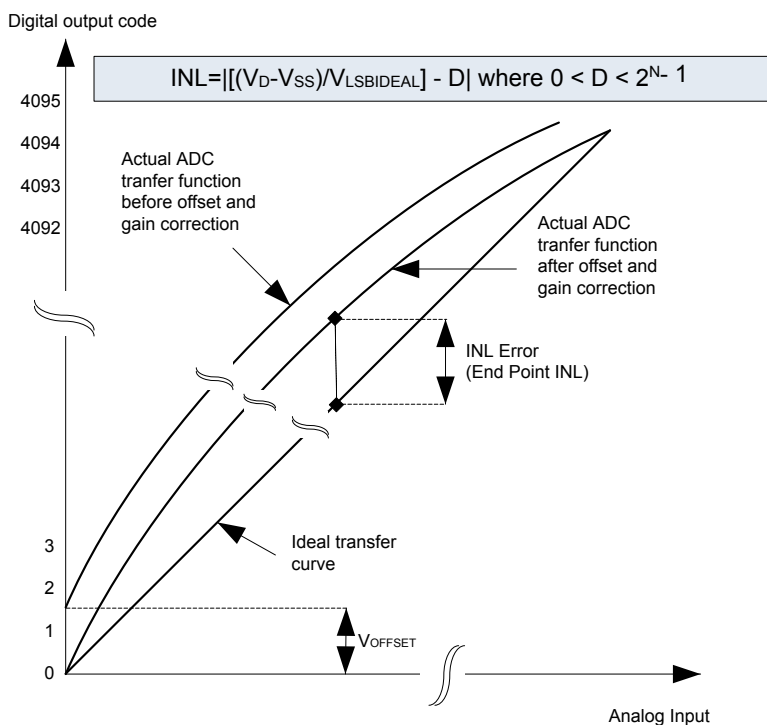 Digital output code
INL=|[(VD-VSS)/VLSBIDEAL] - D| where 0 < D < 2^N - 1
4095
4094
4093
4092
Actual ADC
tranfer function
before offset and
gain correction
Actual ADC
tranfer function
after offset and
gain correction
INL Error
(End Point INL)
Ideal transfer
curve
3
2
1
0
VOFFSET
Analog Input